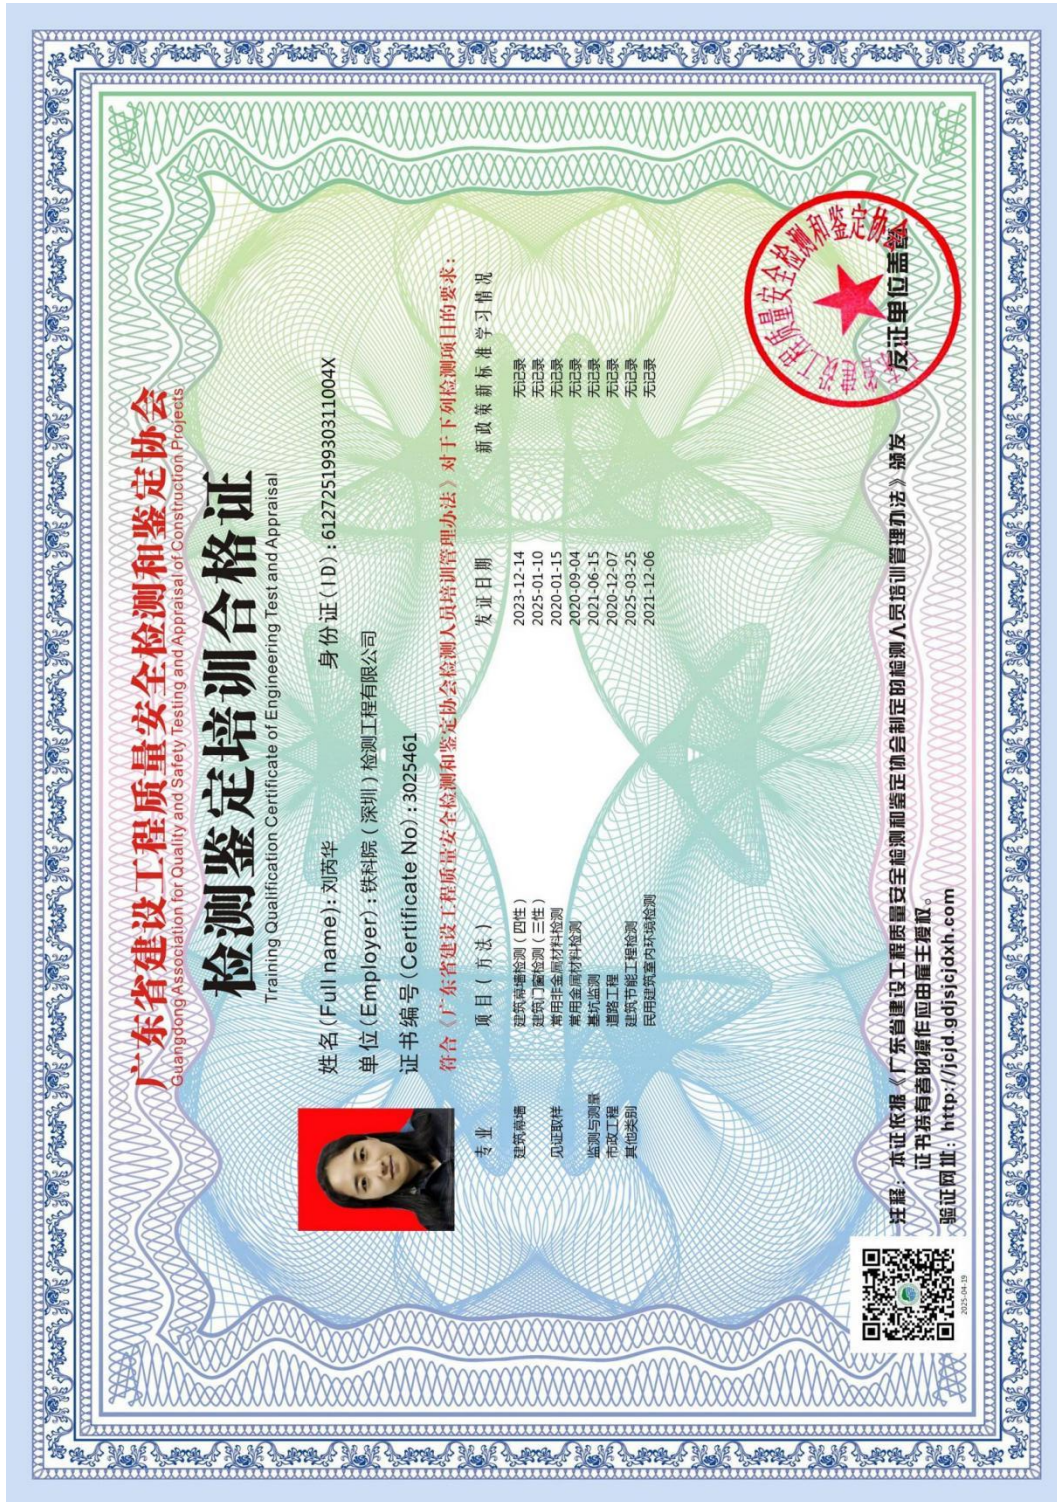 广东省建设工程质量安全检测和鉴定协会
Guangdong Association for Quality and Safety Testing and Appraisal of Construction Projects
检测鉴定培训合格证
Training Qualification Certificate of Engineering Test and Appraisal
姓名(Full name): 刘芮华 身份证(ID): 61272519930311004X
单位(Employer): 铁科院(深圳)检测工程有限公司
证书编号(Certificate No): 3025461
符合《广东省建设工程质量安全检测和鉴定协会检测人员培训管理办法》对于下列检测项目的要求:
专业 项目(方法) 发证日期 新政策新标准学习情况
建筑幕墙 建筑幕墙检测(四性) 2023-12-14 无记录
建筑门窗检测(三性) 2025-01-10 无记录
见证取样 常用非金属材料检测 2020-01-15 无记录
常用金属材料检测 2020-09-04 无记录
监测与测量 基坑监测 2021-06-15 无记录
市政工程 道路工程 2020-12-07 无记录
其他类别 建筑节能工程检测 2025-03-25 无记录
民用建筑室内环境检测 2021-12-06 无记录
广东省建设工程质量安全检测和鉴定协会
发证单位盖章
注释: 本证依据《广东省建设工程质量安全检测和鉴定协会制定的检测人员培训管理办法》颁发
证书持有者的操作应由雇主授权。
验证网址: http://jcjd.gdjsjcjdxh.com
2025-04-19